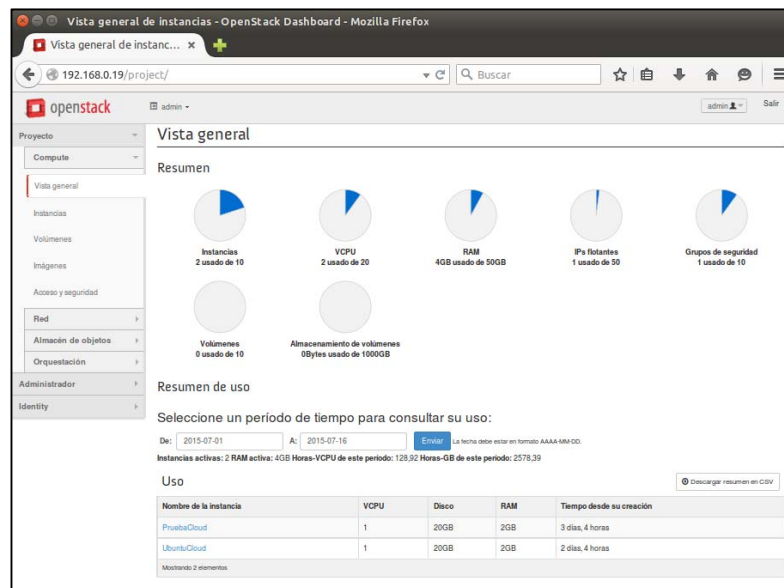 Vista general de instancias - OpenStack Dashboard - Mozilla Firefox
Vista general de instanc...
192.168.0.19/project/
Buscar
openstack
admin
admin
Salir
Proyecto
Compute
Vista general
Instancias
Volúmenes
Imágenes
Acceso y seguridad
Red
Almacén de objetos
Orquestación
Administrador
Identity
Vista general
Resumen
Instancias
2 usado de 10
VCPU
2 usado de 20
RAM
4GB usado de 50GB
IPs flotantes
1 usado de 50
Grupos de seguridad
1 usado de 10
Volúmenes
0 usado de 10
Almacenamiento de volúmenes
0Bytes usado de 1000GB
Resumen de uso
Seleccione un período de tiempo para consultar su uso:
De: 2015-07-01 A: 2015-07-16 Enviar La fecha debe estar en formato AAAA-MM-DD.
Instancias activas: 2 RAM activa: 4GB Horas-VCPU de este período: 128,92 Horas-GB de este período: 2578,39
Uso
Descargar resumen en CSV
Nombre de la instancia VCPU Disco RAM Tiempo desde su creación
PruebaCloud 1 20GB 2GB 3 días, 4 horas
UbuntuCloud 1 20GB 2GB 2 días, 4 horas
Mostrando 2 elementos